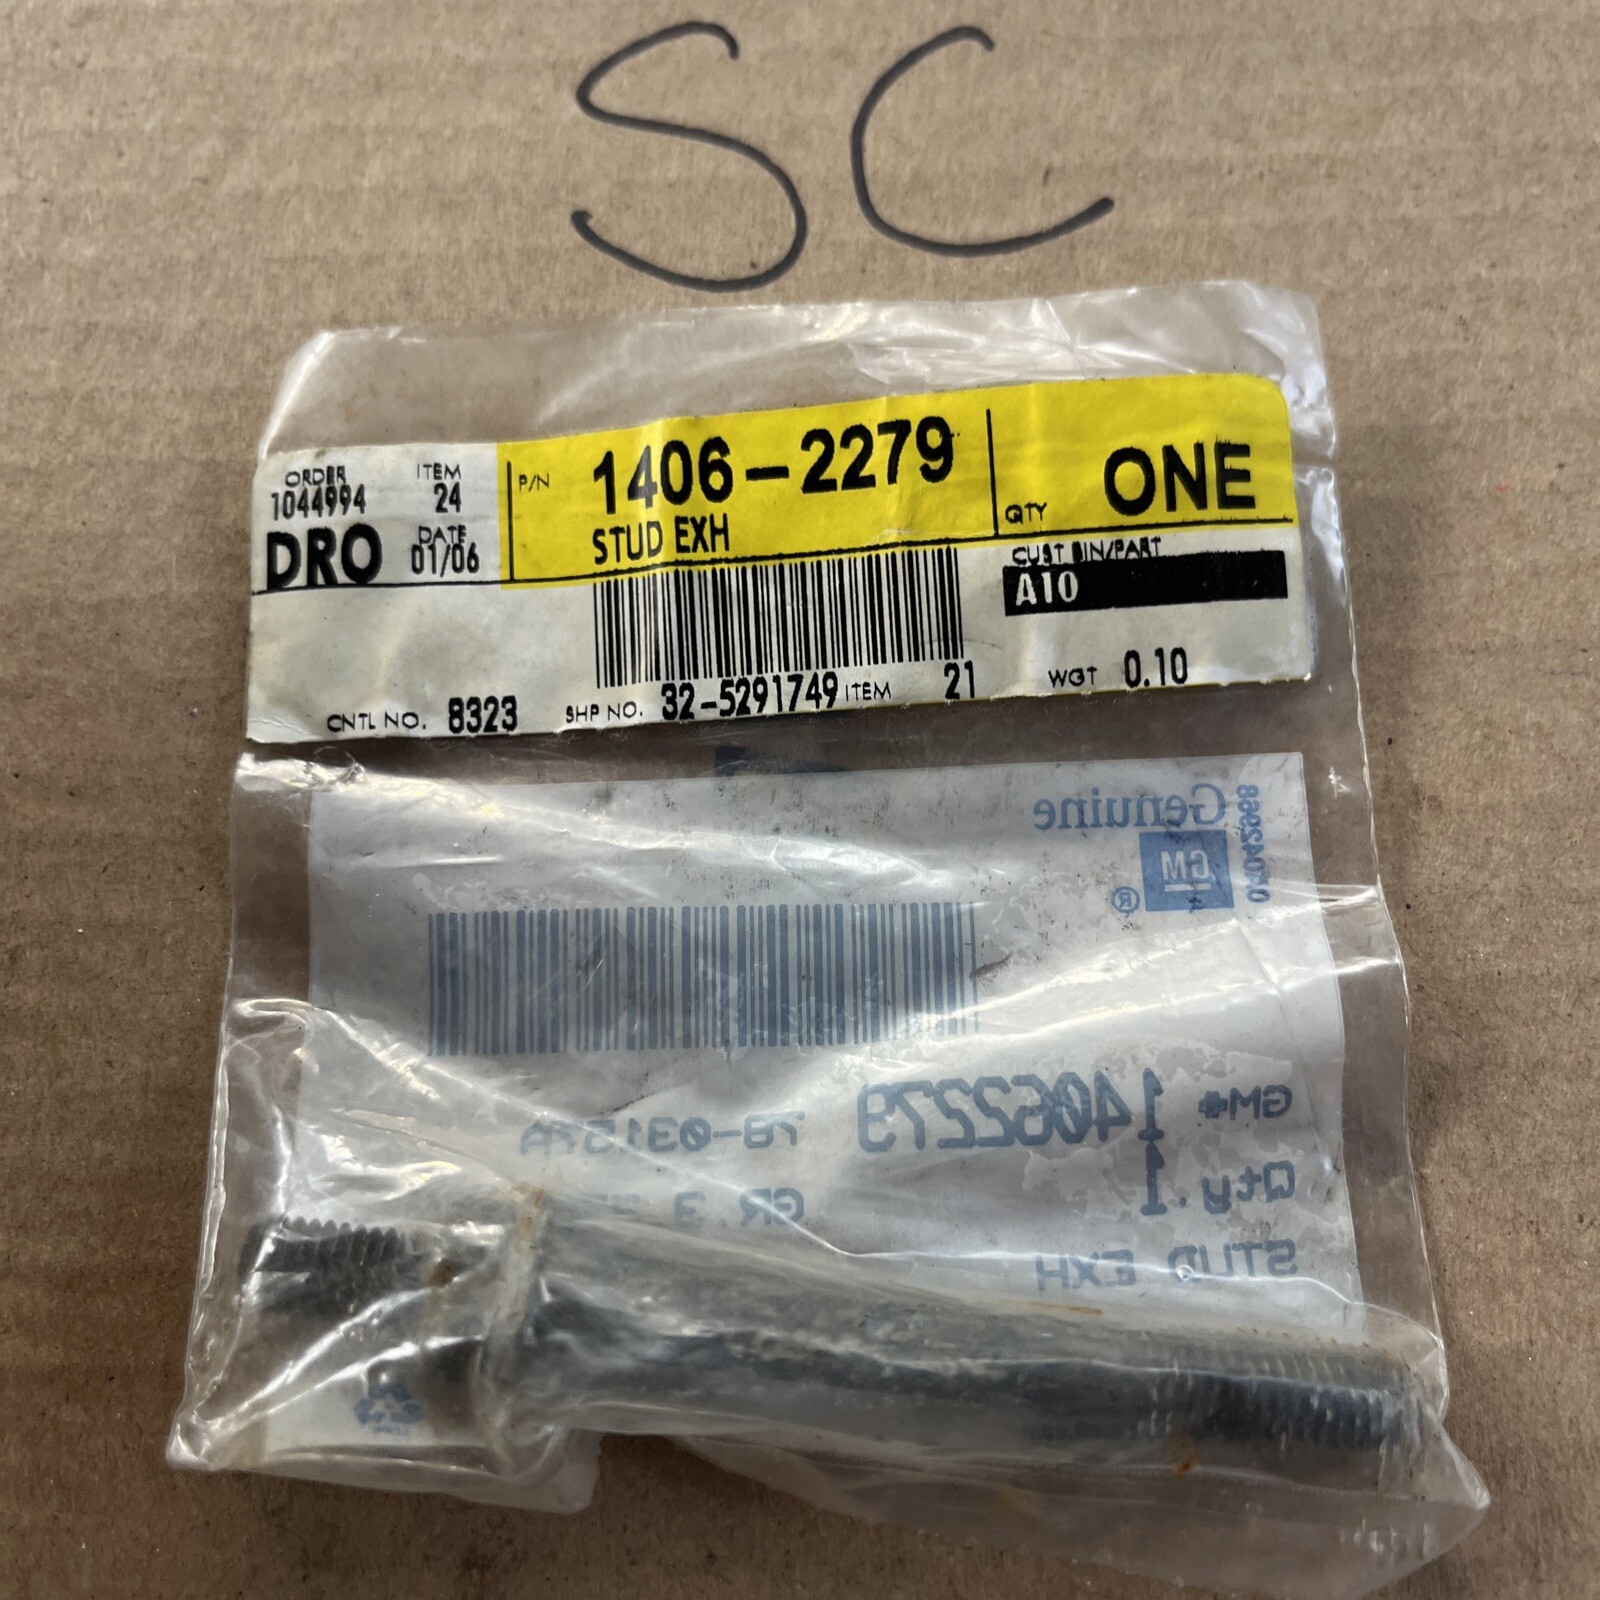 SC
ORDER ITEM
1044994 24
DRO DATE
01/06
P/N 1406-2279
STUD EXH
QTY ONE
CUST BIN/PART
A10
CNTL NO. 8323 SHP NO. 32-5291749 ITEM 21 WGT 0.10
Genuine
GM
®
GM# 14062279
Qty. 1
GR 3
STUD EXH